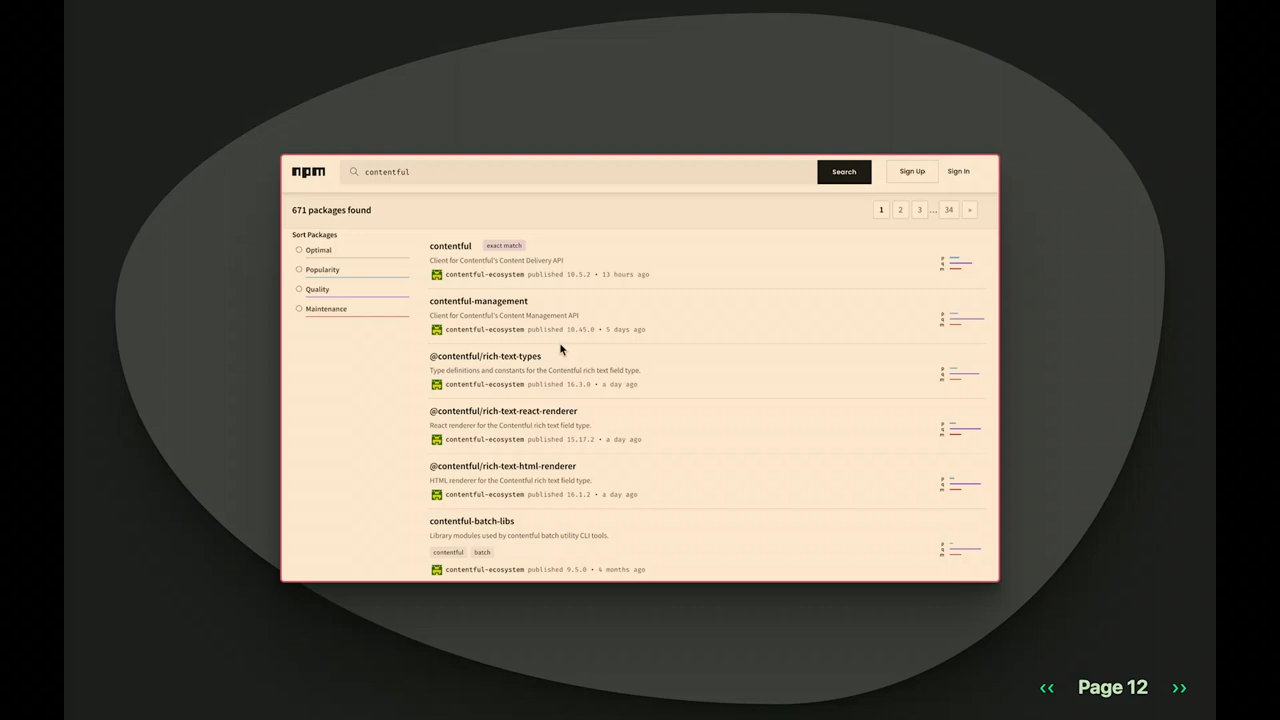 npm
contentful
Search
Sign Up
Sign In
671 packages found
1 2 3 ... 34 »
Sort Packages
Optimal
Popularity
Quality
Maintenance
contentful exact match
Client for Contentful's Content Delivery API
contentful-ecosystem published 10.5.2 • 13 hours ago
p
q
m
contentful-management
Client for Contentful's Content Management API
contentful-ecosystem published 10.45.0 • 5 days ago
p
q
m
@contentful/rich-text-types
Type definitions and constants for the Contentful rich text field type.
contentful-ecosystem published 16.3.0 • a day ago
p
q
m
@contentful/rich-text-react-renderer
React renderer for the Contentful rich text field type.
contentful-ecosystem published 15.17.2 • a day ago
p
q
m
@contentful/rich-text-html-renderer
HTML renderer for the Contentful rich text field type.
contentful-ecosystem published 16.1.2 • a day ago
p
q
m
contentful-batch-libs
Library modules used by contentful batch utility CLI tools.
contentful batch
contentful-ecosystem published 9.5.0 • 4 months ago
p
q
m
‹‹ Page 12 ››